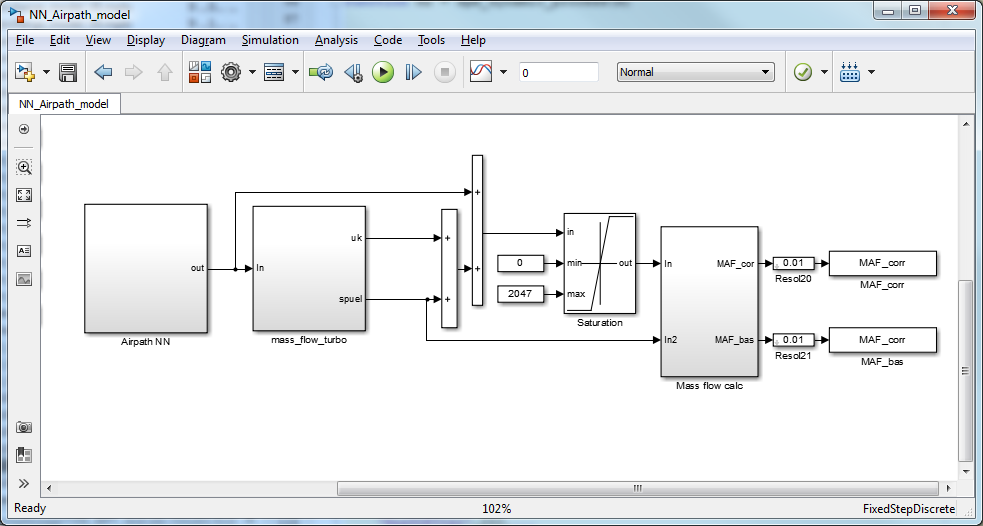 NN_Airpath_model
File Edit View Display Diagram Simulation Analysis Code Tools Help
0 Normal
NN_Airpath_model
out
Airpath NN
In
uk
spuel
mass_flow_turbo
+
+
+
+
0
2047
in
min
max
out
Saturation
In
In2
MAF_cor
MAF_bas
Mass flow calc
0.01
Resol20
MAF_corr
MAF_corr
0.01
Resol21
MAF_corr
MAF_bas
Ready 102% FixedStepDiscrete